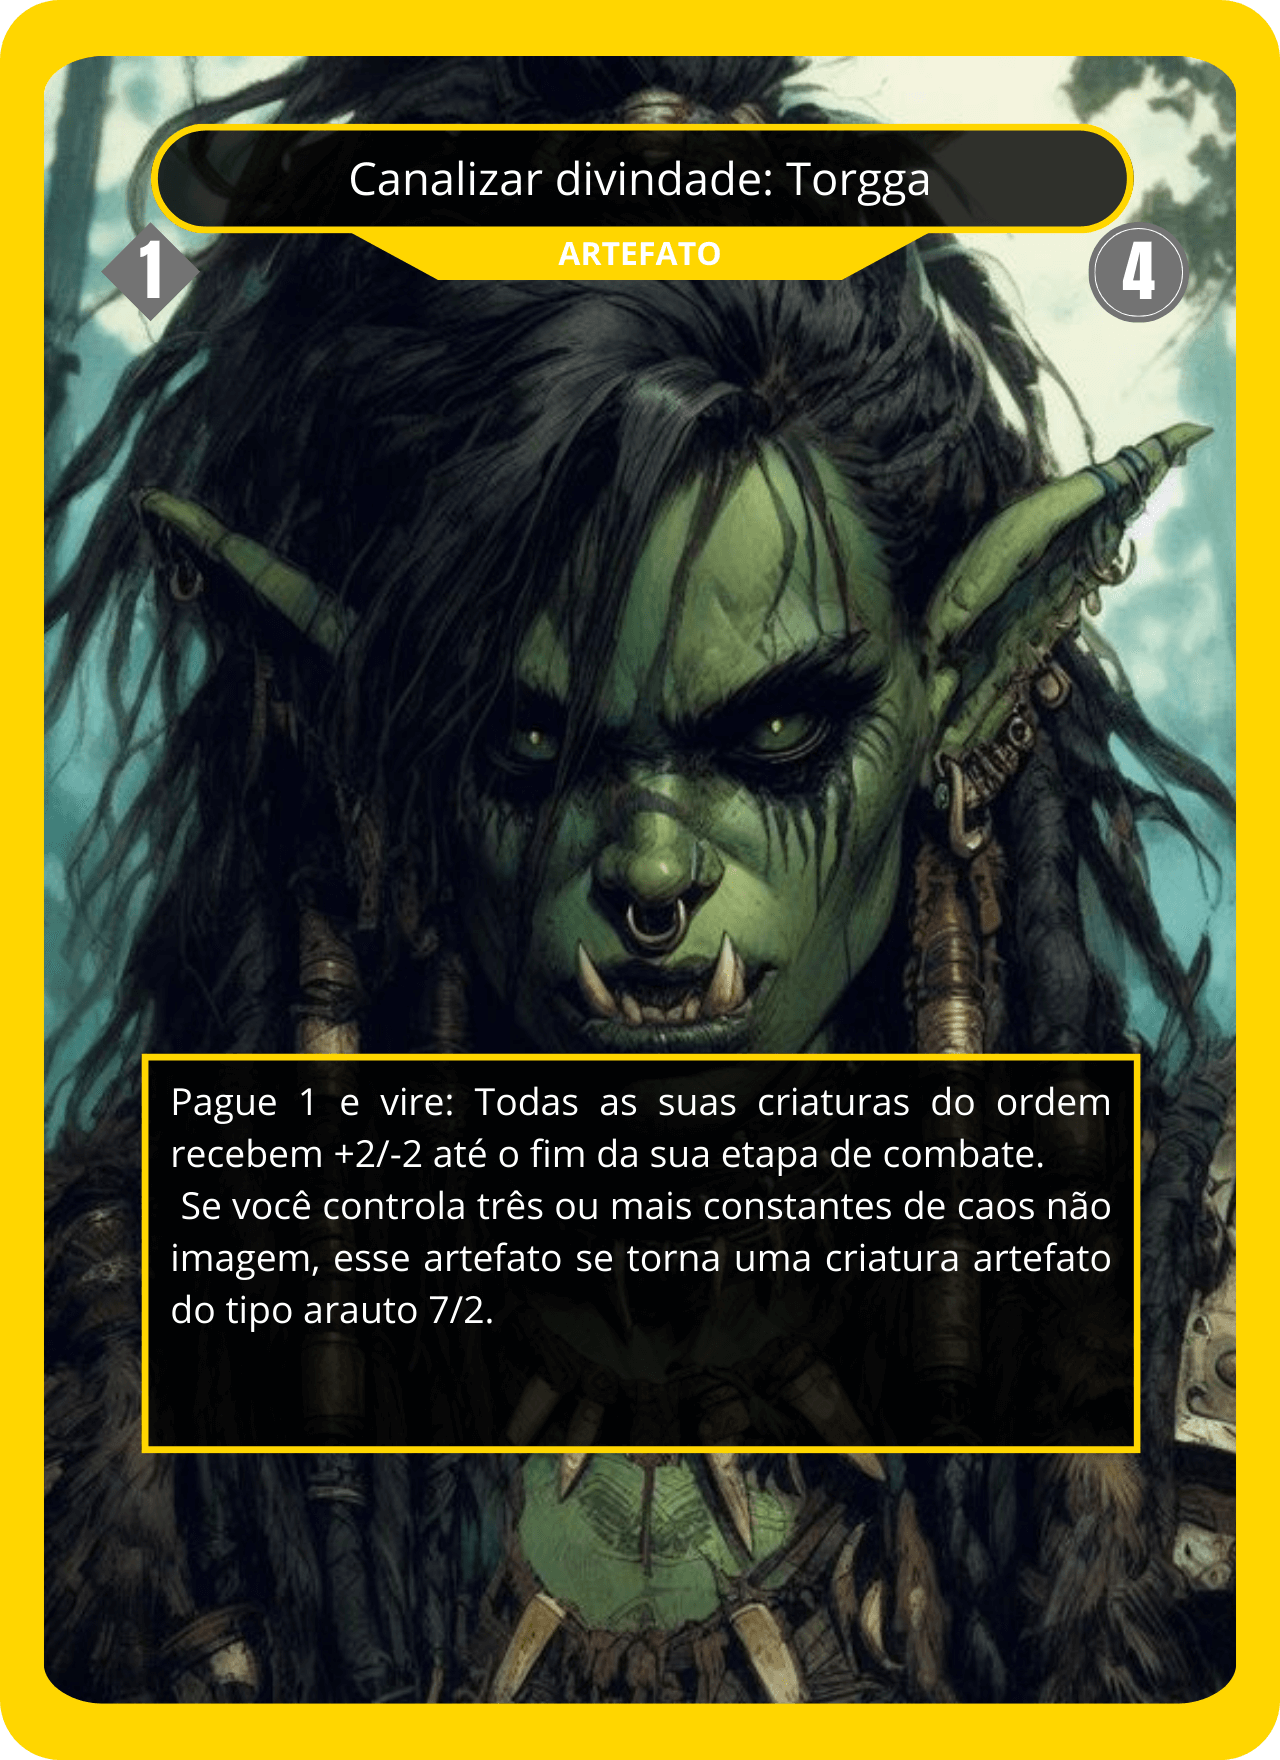 Canalizar divindade: Torgga
ARTEFATO
1
4
Pague 1 e vire: Todas as suas criaturas do ordem
recebem +2/-2 até o fim da sua etapa de combate.
Se você controla três ou mais constantes de caos não
imagem, esse artefato se torna uma criatura artefato
do tipo arauto 7/2.